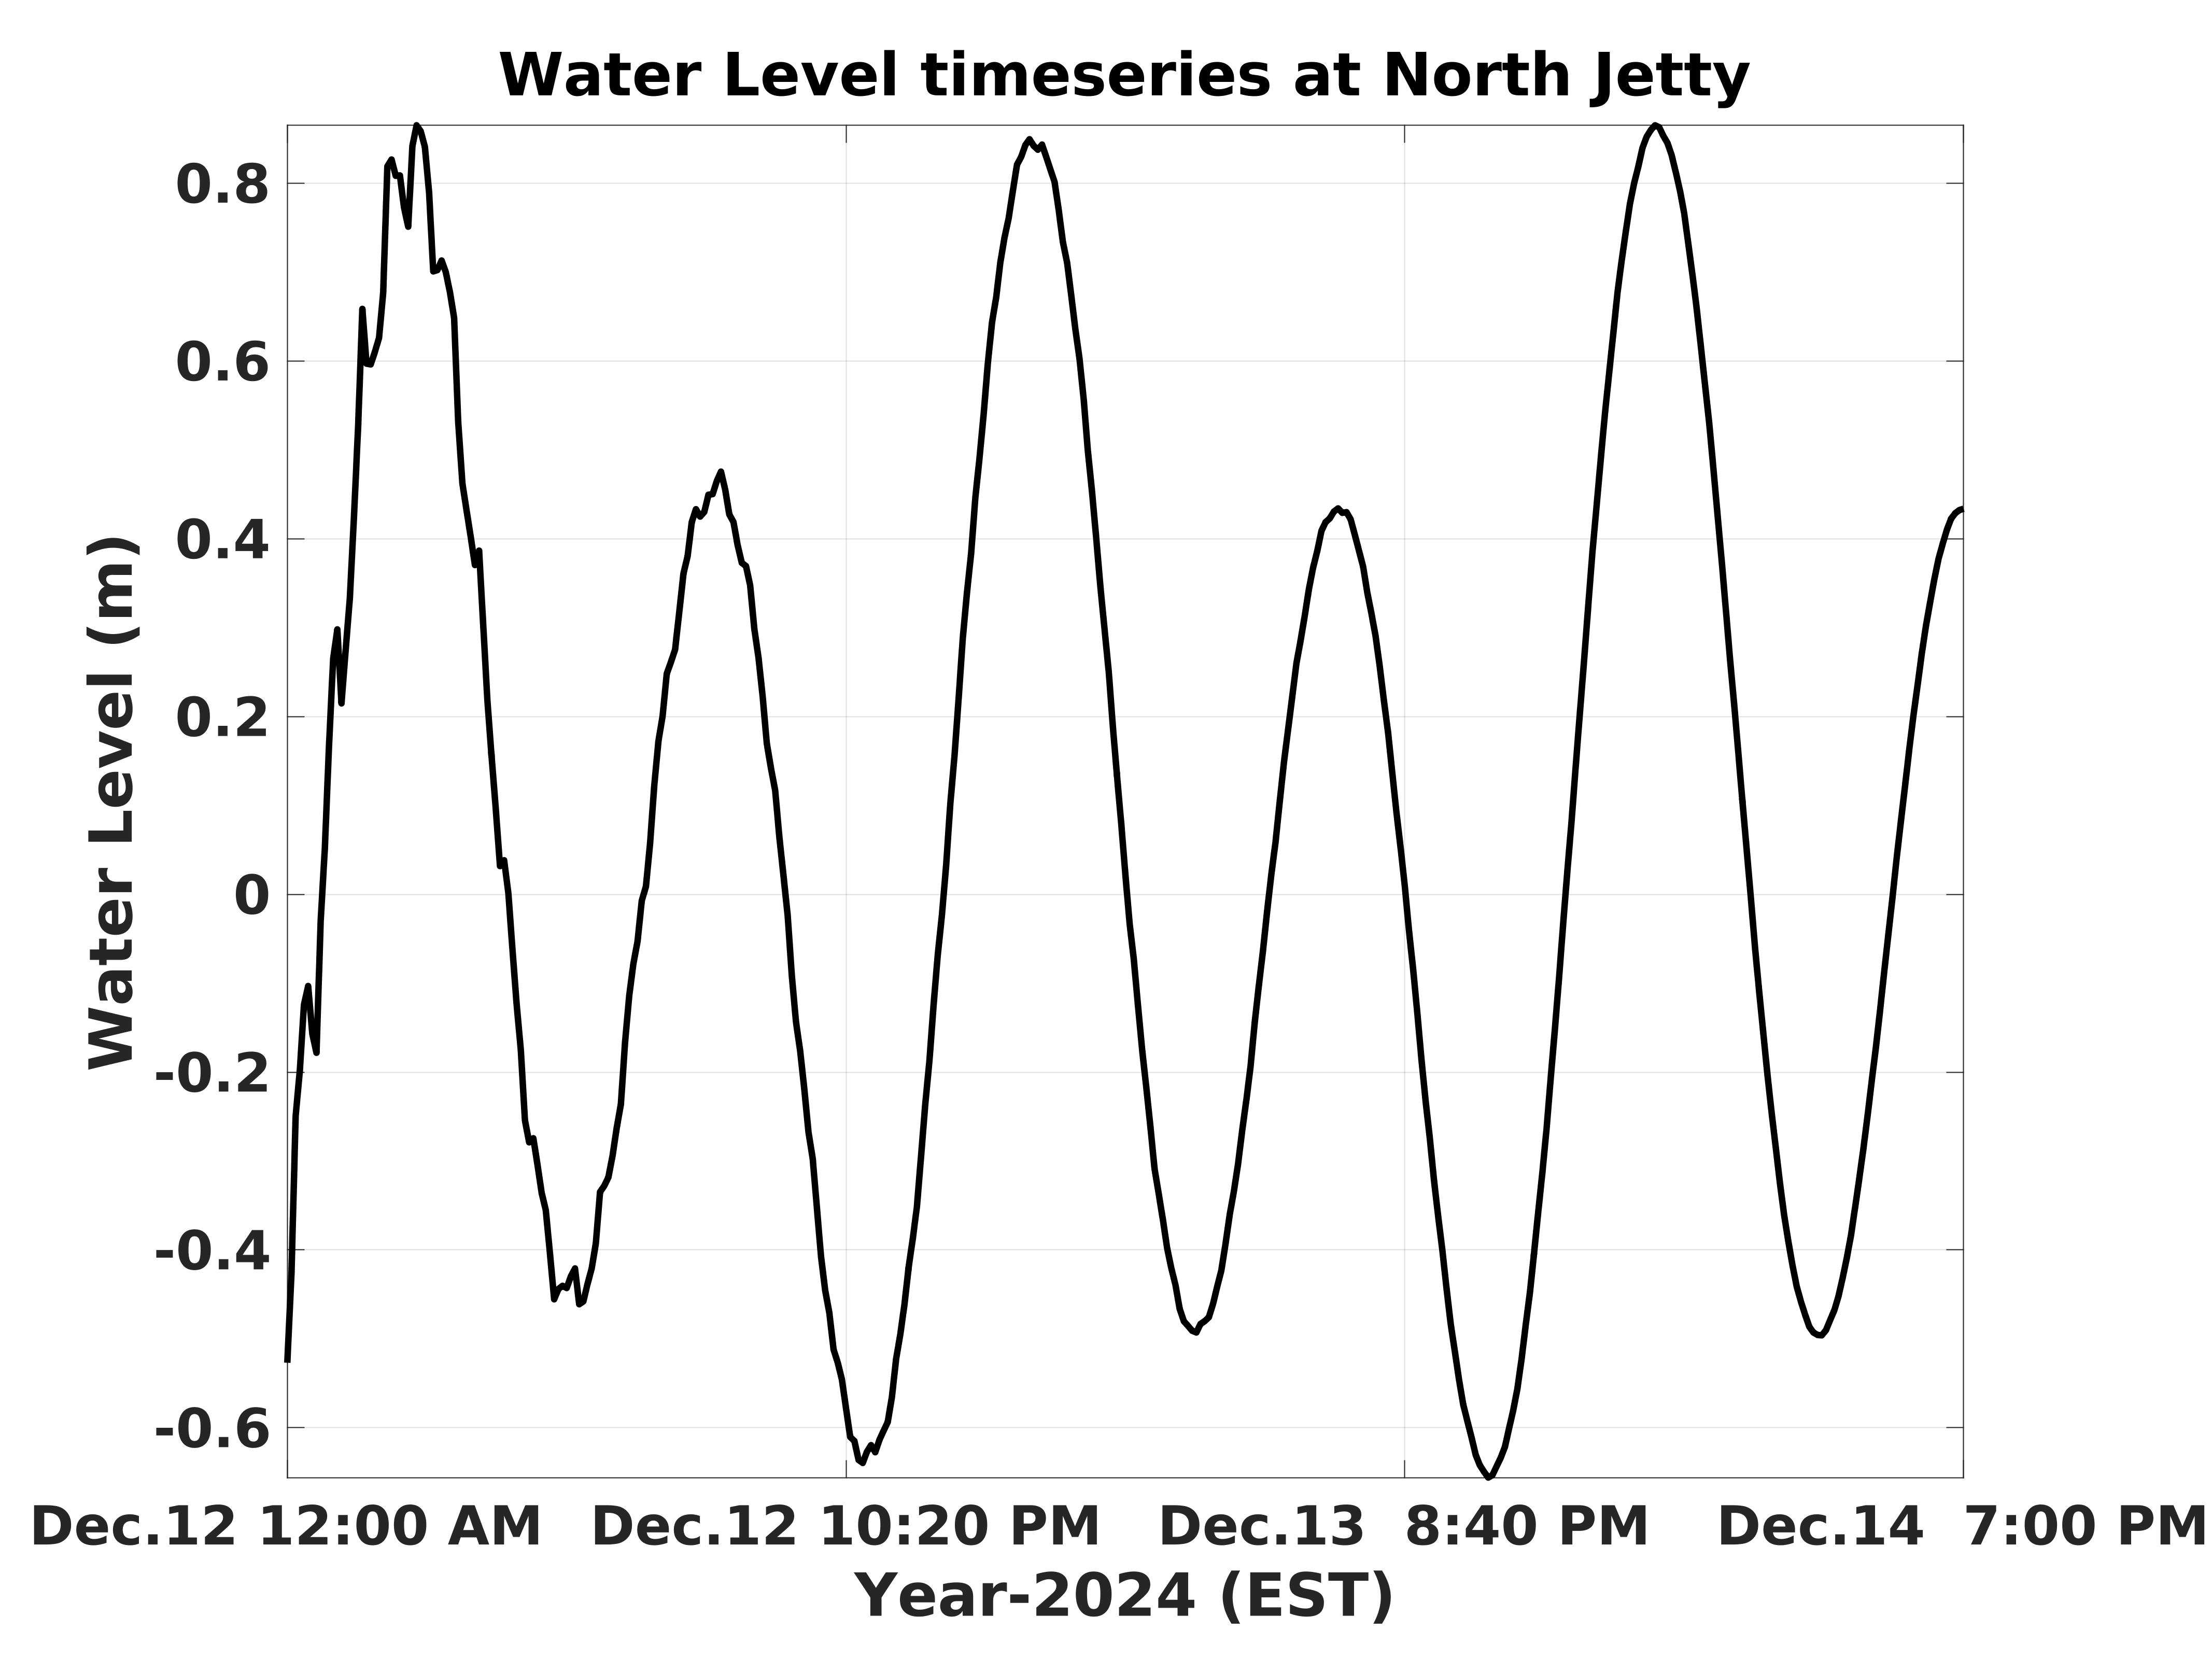 Water Level timeseries at North Jetty
Water Level (m)
0.8
0.6
0.4
0.2
0
-0.2
-0.4
-0.6
Dec.12 12:00 AM Dec.12 10:20 PM Dec.13 8:40 PM Dec.14 7:00 PM
Year-2024 (EST)